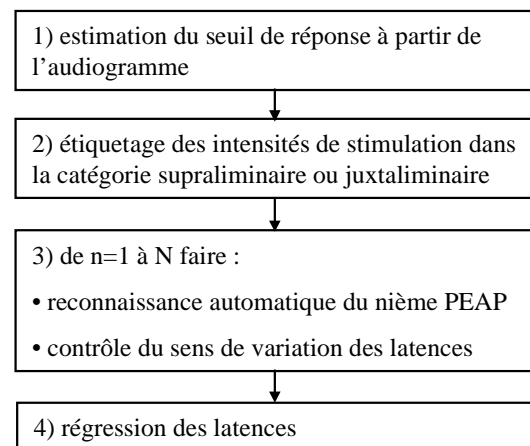 1) estimation du seuil de réponse à partir de
l’audiogramme
2) étiquetage des intensités de stimulation dans
la catégorie supraliminaire ou juxtaliminaire
3) de n=1 à N faire :
• reconnaissance automatique du nième PEAP
• contrôle du sens de variation des latences
4) régression des latences